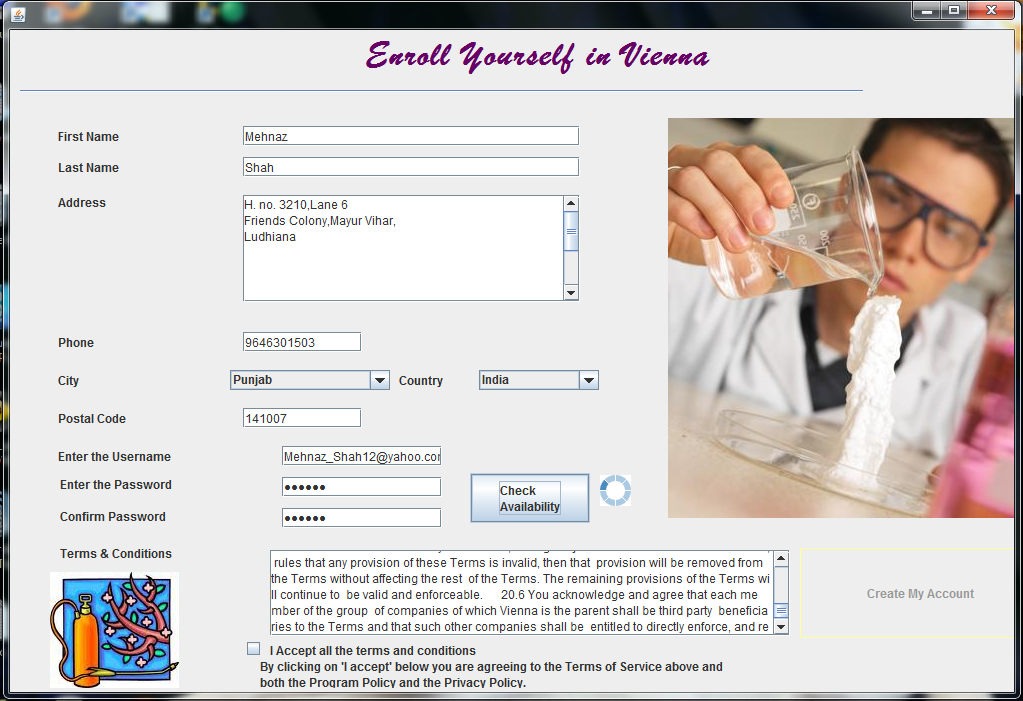 Enroll Yourself in Vienna
First Name
Mehnaz
Last Name
Shah
Address
H. no. 3210,Lane 6
Friends Colony,Mayur Vihar,
Ludhiana
Phone
9646301503
City
Punjab
Country
India
Postal Code
141007
Enter the Username
Mehnaz_Shah12@yahoo.com
Enter the Password
••••••
Check
Availability
Confirm Password
••••••
Terms & Conditions
rules that any provision of these Terms is invalid, then that  provision will be removed from
the Terms without affecting the rest  of the Terms. The remaining provisions of the Terms wi
ll continue to  be valid and enforceable.     20.6 You acknowledge and agree that each me
mber of the group  of companies of which Vienna is the parent shall be third party  beneficia
ries to the Terms and that such other companies shall be  entitled to directly enforce, and re
Create My Account
I Accept all the terms and conditions
By clicking on 'I accept' below you are agreeing to the Terms of Service above and
both the Program Policy and the Privacy Policy.